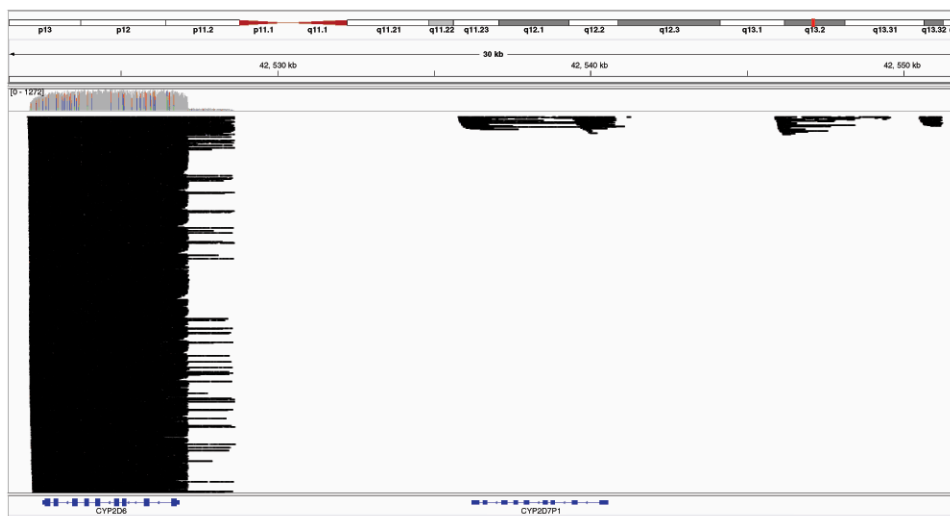 p13 p12 p11.2 p11.1 q11.1 q11.21 q11.22 q11.23 q12.1 q12.2 q12.3 q13.1 q13.2 q13.31 q13.32
30 kb
42,530 kb 42,540 kb 42,550 kb
[0 - 1272]
CYP2D6 CYP2D7P1